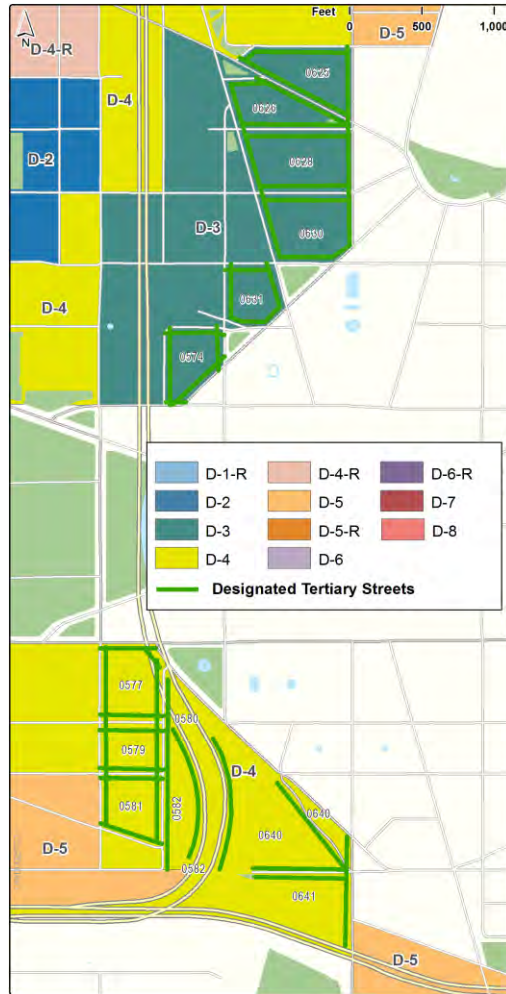 Feet
0 500 1,000
N
D-5
D-4-R
0625
D-4
0626
D-2
0628
D-3
0630
D-4
0631
0574
D-1-R D-4-R D-6-R
D-2 D-5 D-7
D-3 D-5-R D-8
D-4 D-6
Designated Tertiary Streets
0577
0580
0579
D-4
0581
0582
0640
0640
D-5
0582
0641
D-5